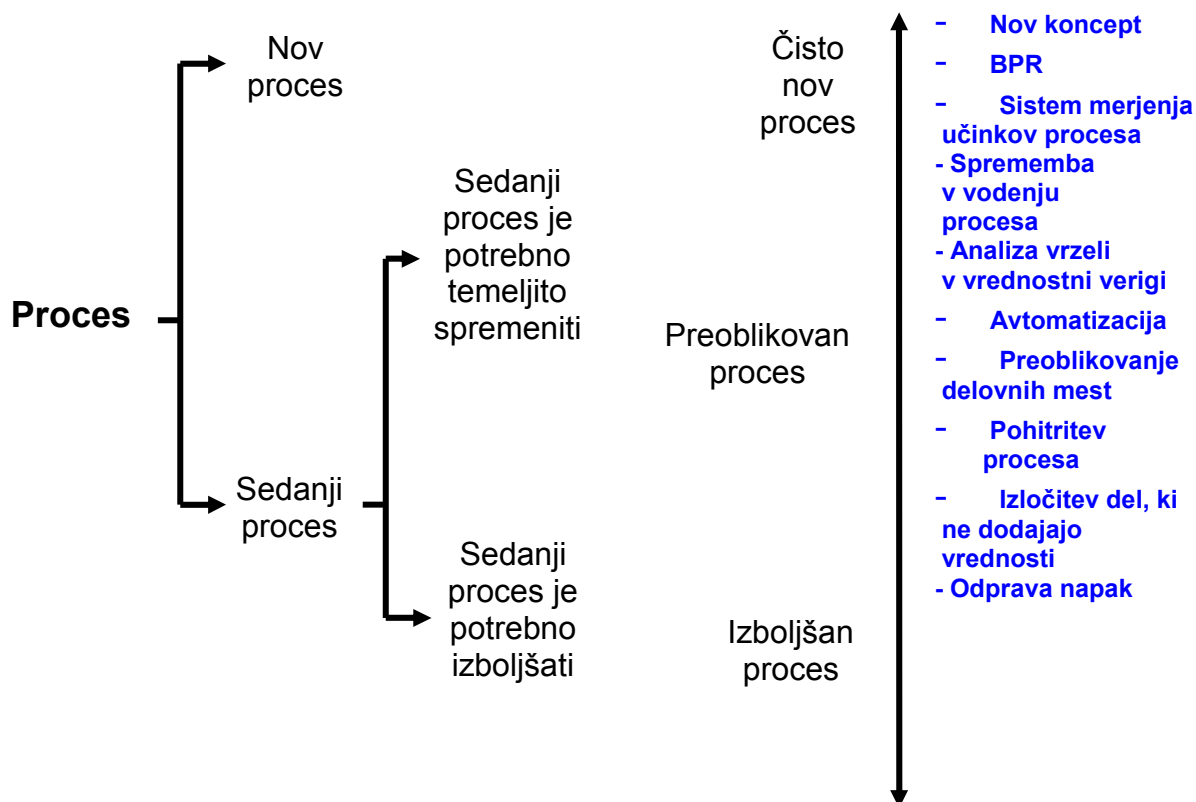 Proces
Nov
proces
Sedanji
proces
Sedanji
proces je
potrebno
temeljito
spremeniti
Sedanji
proces je
potrebno
izboljšati
Čisto
nov
proces
Preoblikovan
proces
Izboljšan
proces
- Nov koncept
- BPR
- Sistem merjenja
učinkov procesa
- Sprememba
v vodenju
procesa
- Analiza vrzeli
v vrednostni verigi
- Avtomatizacija
- Preoblikovanje
delovnih mest
- Pohitritev
procesa
- Izločitev del, ki
ne dodajajo
vrednosti
- Odprava napak